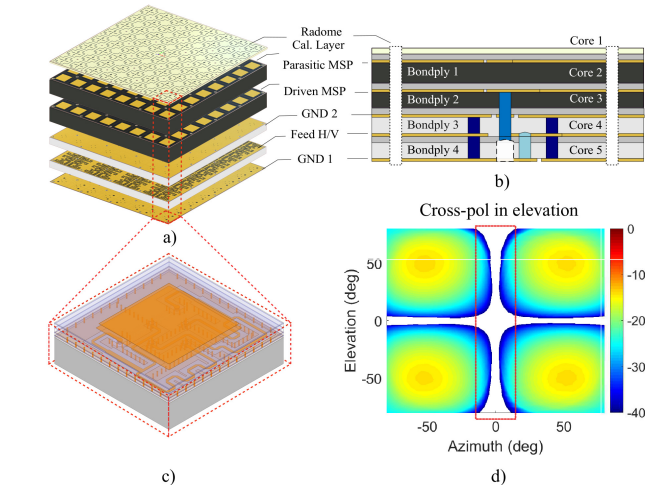 Radome
Cal. Layer
Parasitic MSP
Driven MSP
GND 2
Feed H/V
GND 1
a)
Core 1
Bondply 1 Core 2
Bondply 2 Core 3
Bondply 3 Core 4
Bondply 4 Core 5
b)
c)
Cross-pol in elevation
Elevation (deg)
50
0
-50
-50 0 50
Azimuth (deg)
0
-10
-20
-30
-40
d)